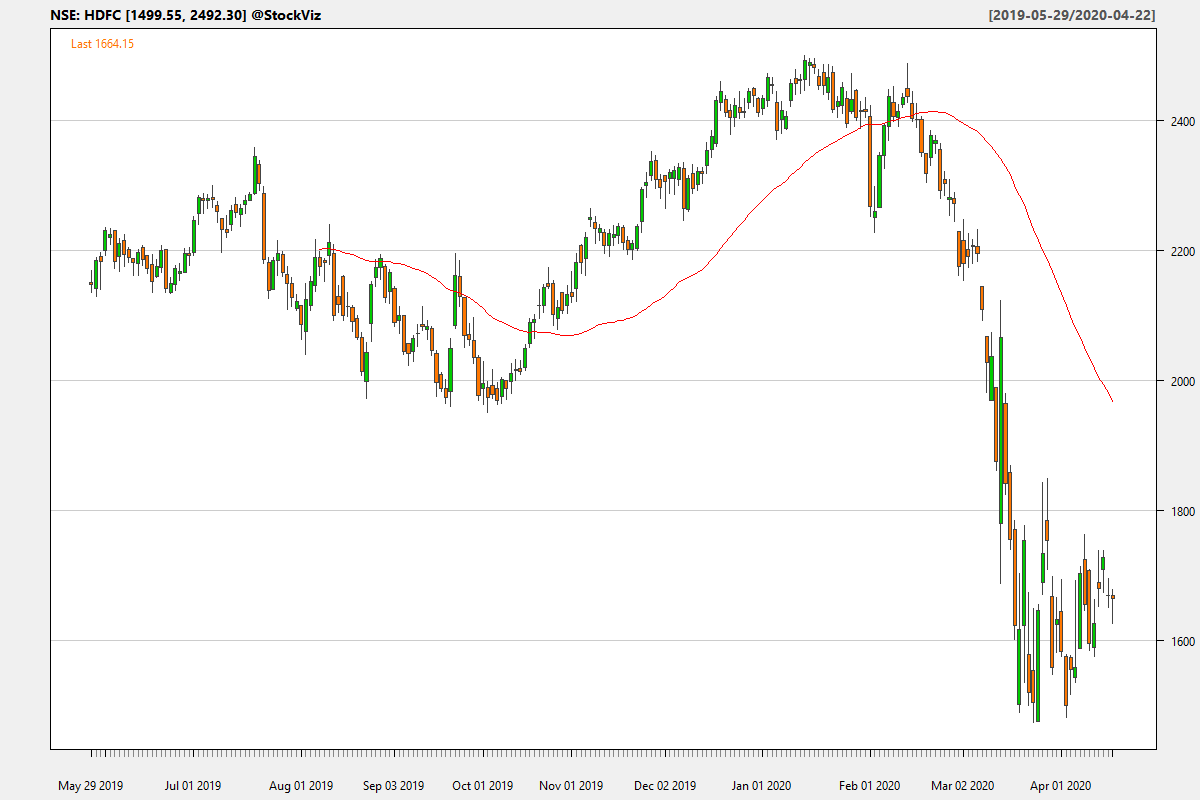 NSE: HDFC [1499.55, 2492.30] @StockViz
[2019-05-29/2020-04-22]
Last 1664.15
2400
2200
2000
1800
1600
May 29 2019 Jul 01 2019 Aug 01 2019 Sep 03 2019 Oct 01 2019 Nov 01 2019 Dec 02 2019 Jan 01 2020 Feb 01 2020 Mar 02 2020 Apr 01 2020